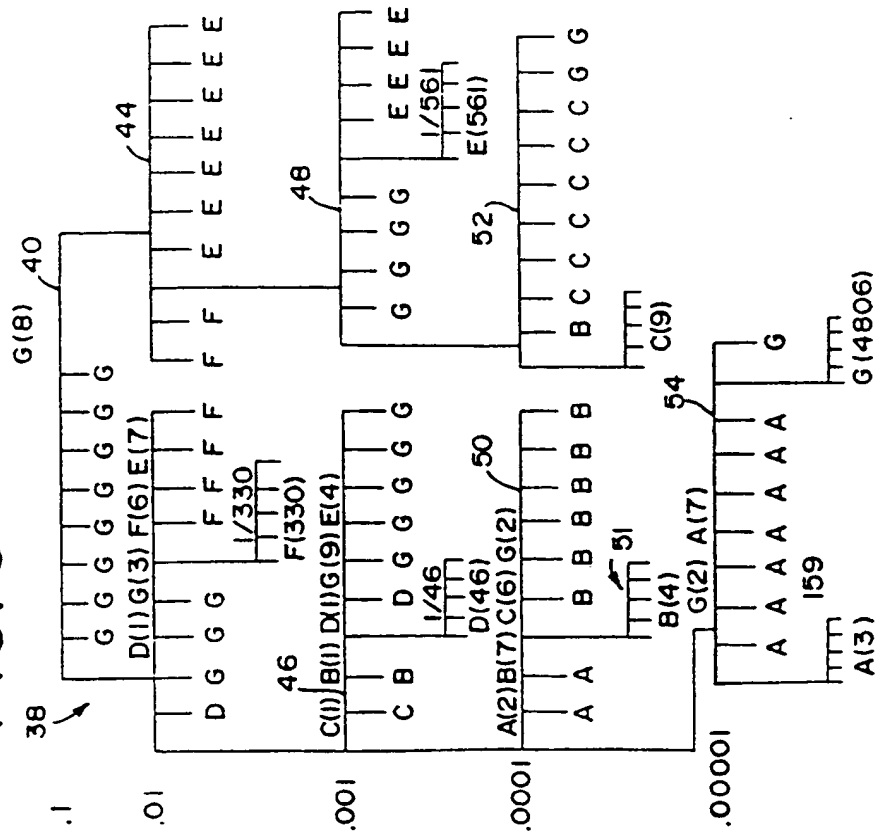 G(8)
40
.1
38
G G G G G G G G
44
D(1) G(3) F(6) E(7)
.01
D G G G F F F F F F E E E E E E E
1/330
F(330)
48
46
C(1) B(1) D(1) G(9) E(4)
.001
C B D G G G G G G G G G E E E E
1/46
D(46)
1/561
E(561)
50
52
A(2) B(7) C(6) G(2)
.0001
A A B B B B B B B C C C C C C G G
51
B(4)
C(9)
54
G(2) A(7)
.00001
A A A A A A A G
159
A(3)
G(4806)